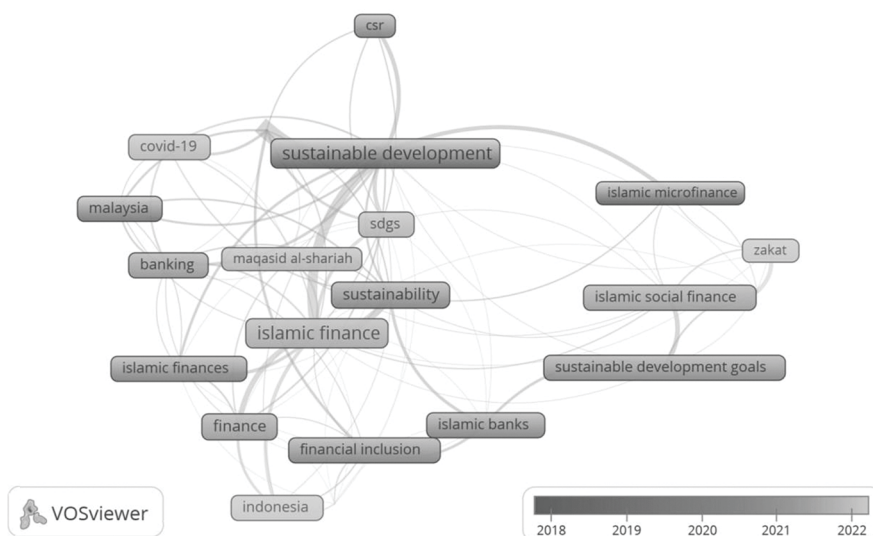 csr
covid-19
sustainable development
malaysia
islamic microfinance
sdgs
zakat
banking
maqasid al-shariah
sustainability
islamic social finance
islamic finance
islamic finances
sustainable development goals
finance
islamic banks
financial inclusion
indonesia
VOSviewer
2018 2019 2020 2021 2022